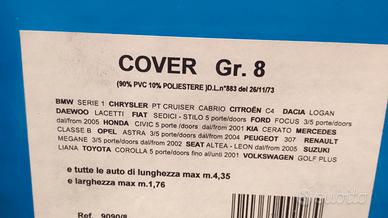 COVER Gr. 8
(90% PVC 10% POLIESTERE )D.L.n°883 del 26/11/73
BMW SERIE 1 CHRYSLER PT CRUISER CABRIO CITROËN C4 DACIA LOGAN
DAEWOO LACETTI FIAT SEDICI - STILO 5 porte/doors FORD FOCUS 3/5 porte/doors
dal/from 2005 HONDA CIVIC 5 porte/doors dal/from2001 KIA CERATO MERCEDES
CLASSE B OPEL ASTRA 3/5 porte/doors dal/from 2004 PEUGEOT 307 RENAULT
MEGANE 3/5 porte/doors dal/from 2002 SEAT ALTEA - LEON dal/from 2005 SUZUKI
LIANA TOYOTA COROLLA 5 porte/doors fino al/until 2001 VOLKSWAGEN GOLF PLUS
e tutte le auto di lunghezza max m.4,35
e larghezza max m.1,76
Ref. 9090/8
subito